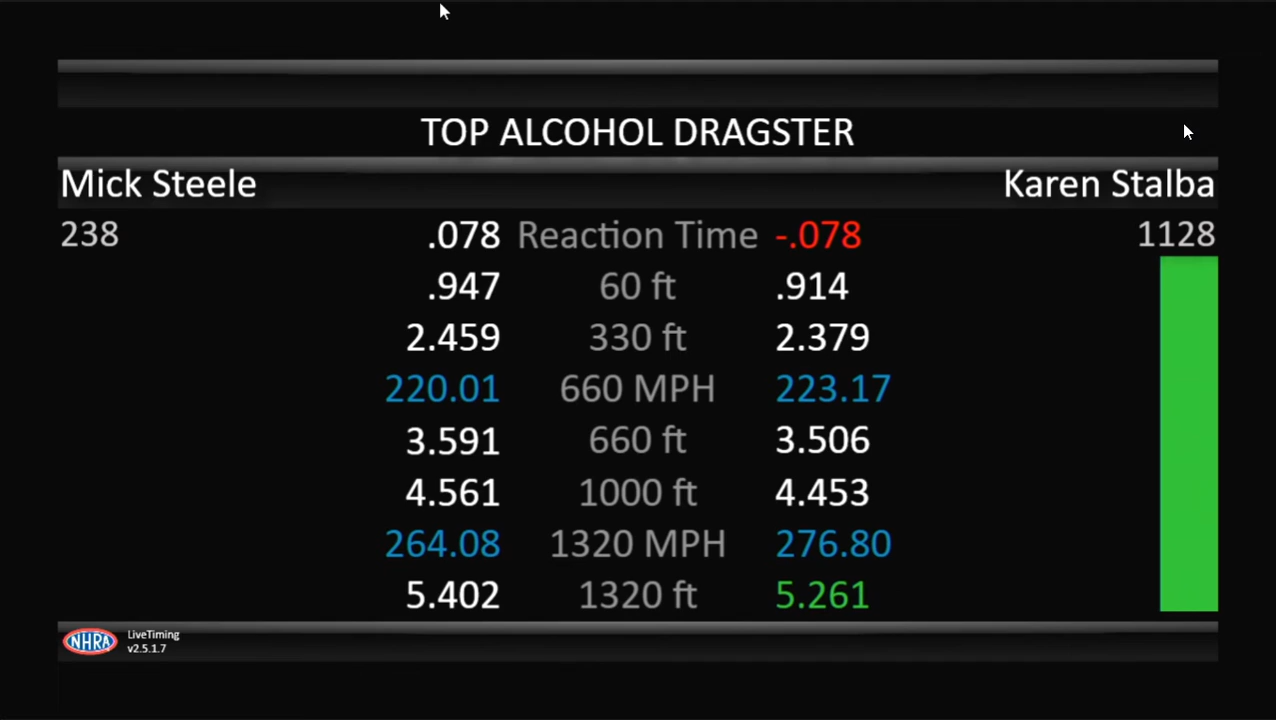 TOP ALCOHOL DRAGSTER
Mick Steele Karen Stalba
238 .078 Reaction Time -.078 1128
.947 60 ft .914
2.459 330 ft 2.379
220.01 660 MPH 223.17
3.591 660 ft 3.506
4.561 1000 ft 4.453
264.08 1320 MPH 276.80
5.402 1320 ft 5.261
NHRA LiveTiming
v2.5.1.7